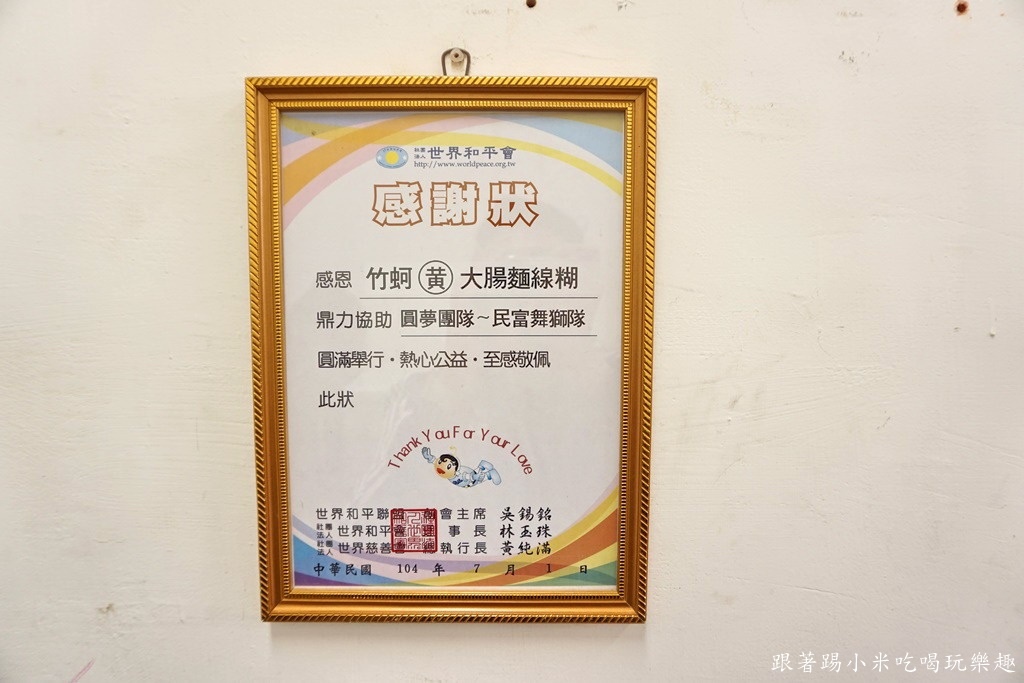 社團法人 世界和平會
http://www.worldpeace.org.tw
感謝狀
感恩 竹蚵㊀黃大腸麵線糊
鼎力協助 圓夢團隊~民富舞獅隊
圓滿舉行·熱心公益·至感敬佩
此狀
Thank You For Your Love
世界和平聯盟 創會主席 吳錫銘
社團法人 世界和平會 理事長 林玉珠
社團法人 世界慈善會 總執行長 黃純滿
中華民國 104 年 7 月 1 日
跟著踢小米吃喝玩樂趣